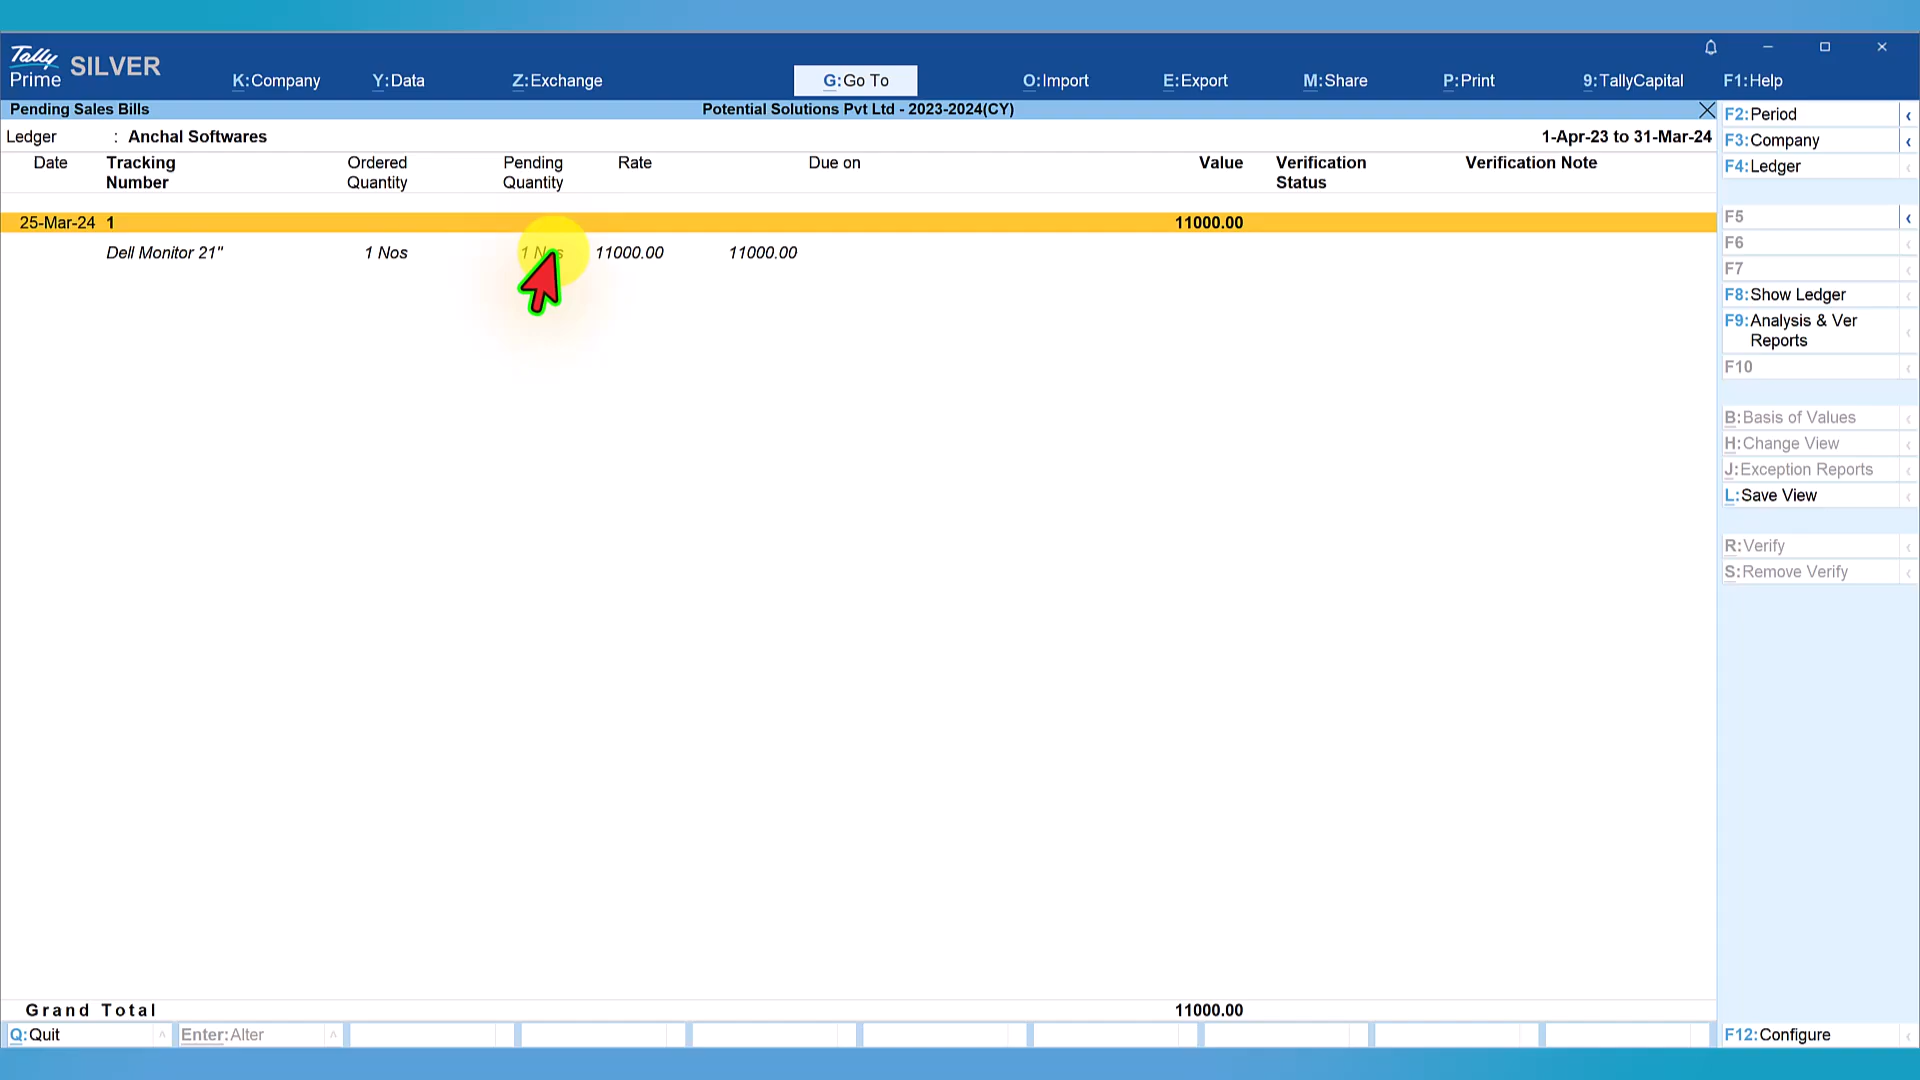 Tally
Prime SILVER
K:Company Y:Data Z:Exchange G:Go To O:Import E:Export M:Share P:Print 9:TallyCapital F1:Help
Pending Sales Bills Potential Solutions Pvt Ltd - 2023-2024(CY)
Ledger : Anchal Softwares 1-Apr-23 to 31-Mar-24
Date Tracking Number Ordered Quantity Pending Quantity Rate Due on Value Verification Status Verification Note
25-Mar-24 1 11000.00
Dell Monitor 21" 1 Nos 1 Nos 11000.00 11000.00
Grand Total 11000.00
Q:Quit Enter:Alter
F2:Period
F3:Company
F4:Ledger
F5
F6
F7
F8:Show Ledger
F9:Analysis & Ver
Reports
F10
B:Basis of Values
H:Change View
J:Exception Reports
L:Save View
R:Verify
S:Remove Verify
F12:Configure